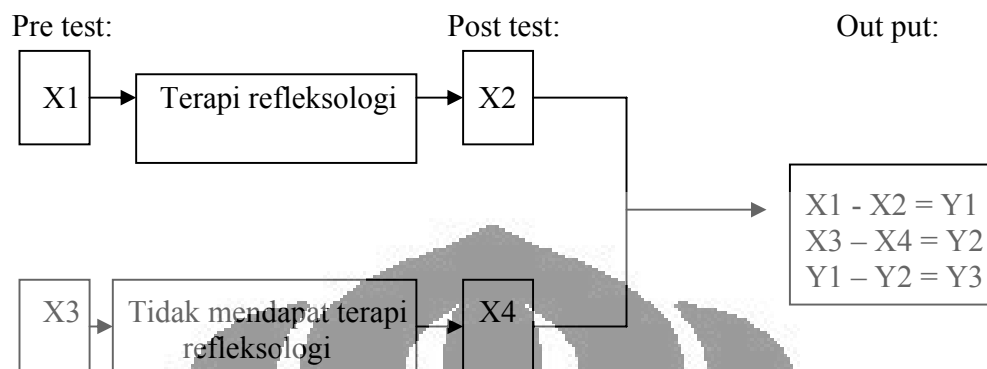 Pre test:
Post test:
Out put:
X1
Terapi refleksologi
X2
X1 - X2 = Y1
X3 – X4 = Y2
Y1 – Y2 = Y3
X3
Tidak mendapat terapi
refleksologi
X4